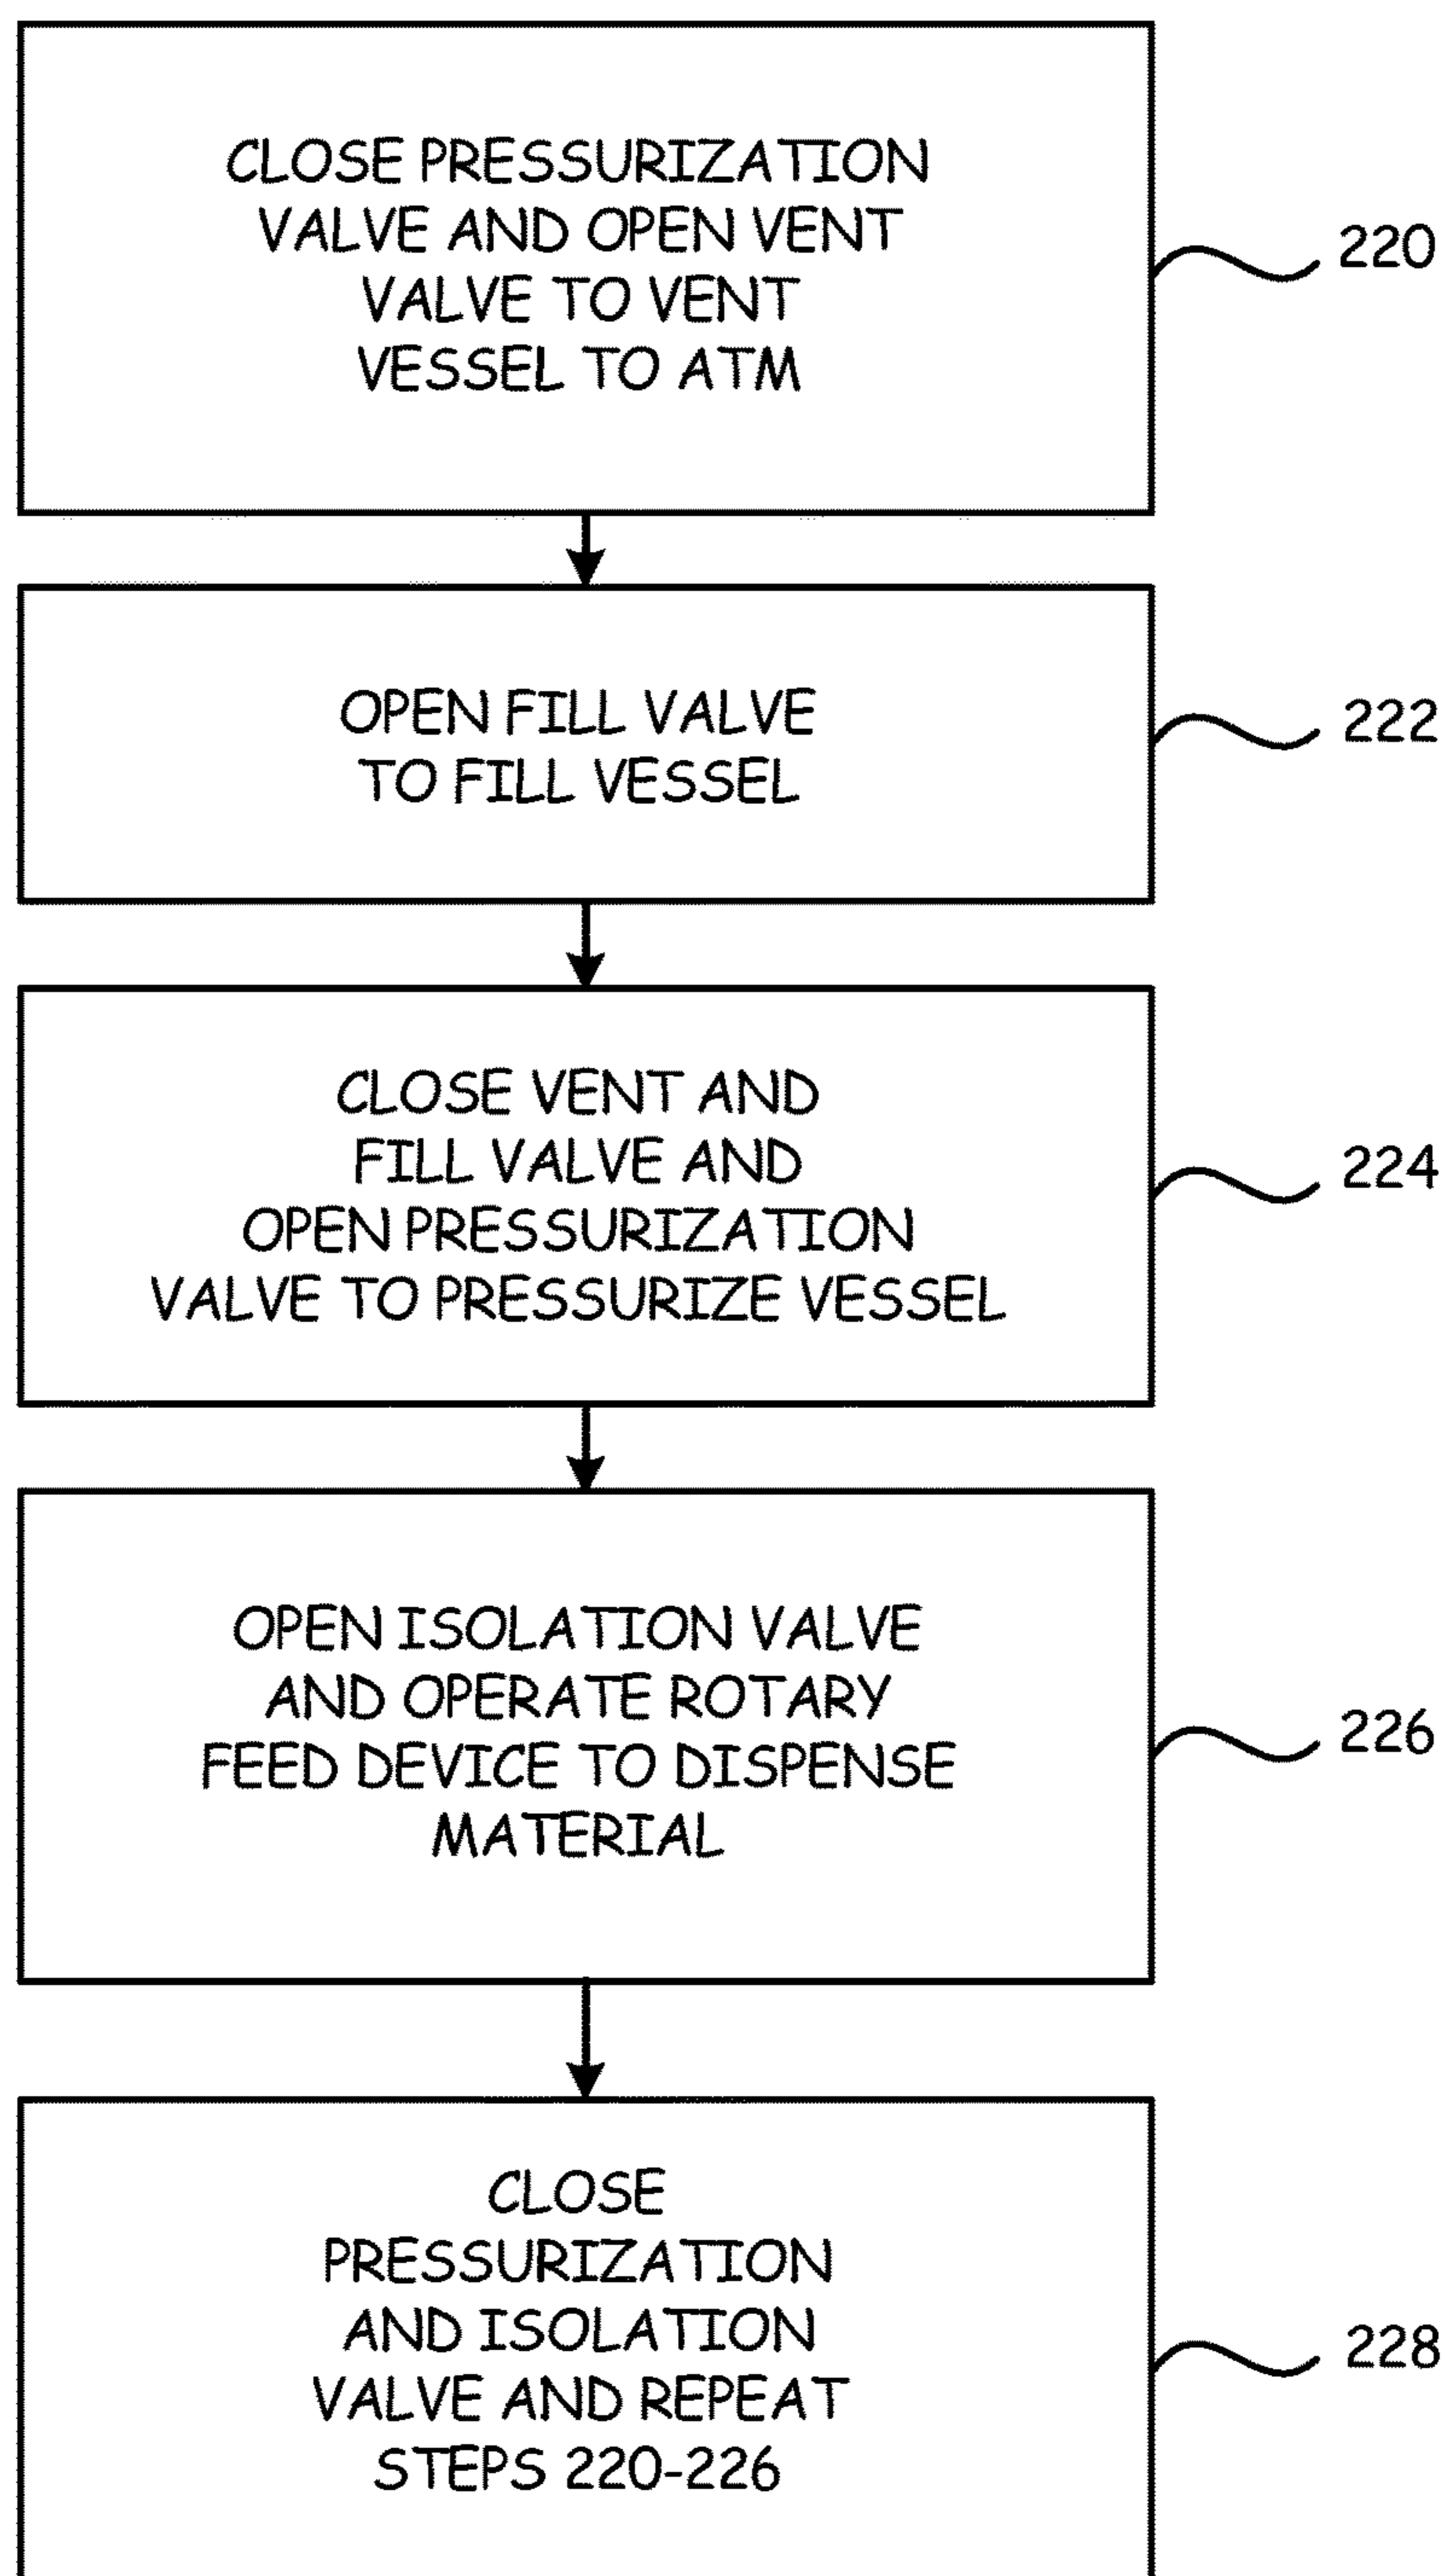 CLOSE PRESSURIZATION
VALVE AND OPEN VENT
VALVE TO VENT
VESSEL TO ATM
220
OPEN FILL VALVE
TO FILL VESSEL
222
CLOSE VENT AND
FILL VALVE AND
OPEN PRESSURIZATION
VALVE TO PRESSURIZE VESSEL
224
OPEN ISOLATION VALVE
AND OPERATE ROTARY
FEED DEVICE TO DISPENSE
MATERIAL
226
CLOSE
PRESSURIZATION
AND ISOLATION
VALVE AND REPEAT
STEPS 220-226
228